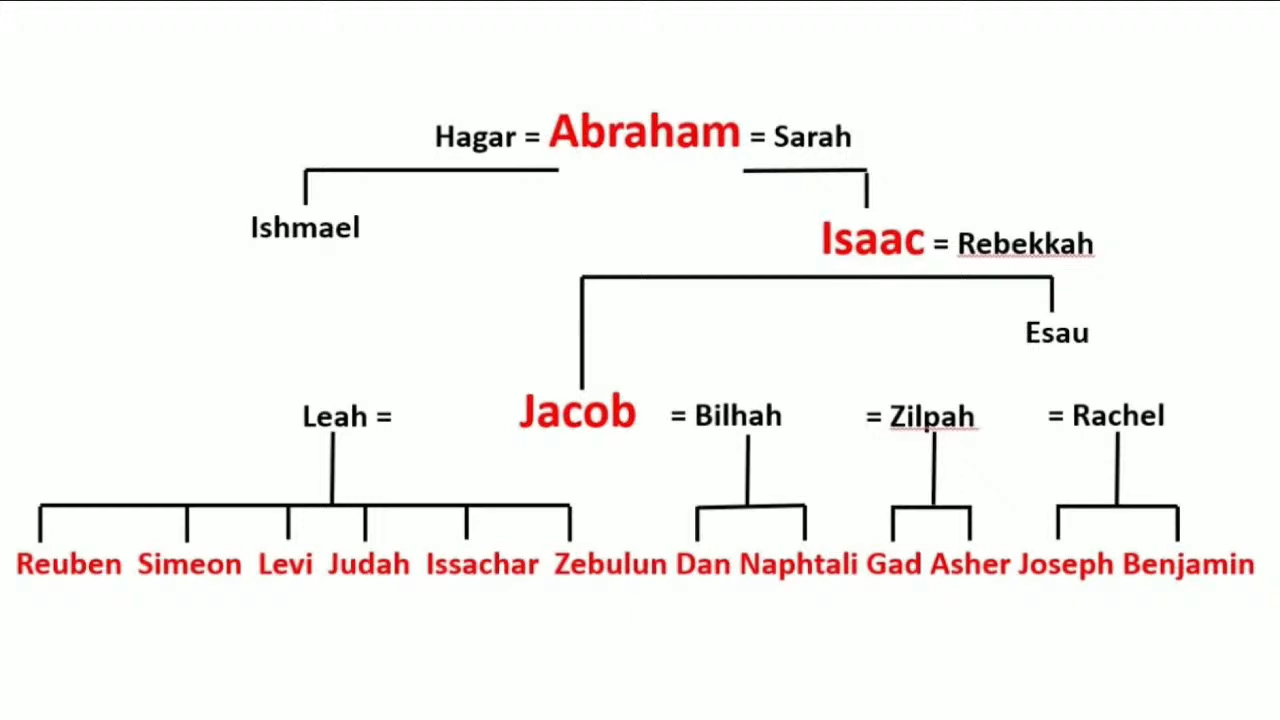 Hagar = Abraham = Sarah
Ishmael
Isaac = Rebekkah
Esau
Leah = Jacob = Bilhah = Zilpah = Rachel
Reuben Simeon Levi Judah Issachar Zebulun Dan Naphtali Gad Asher Joseph Benjamin